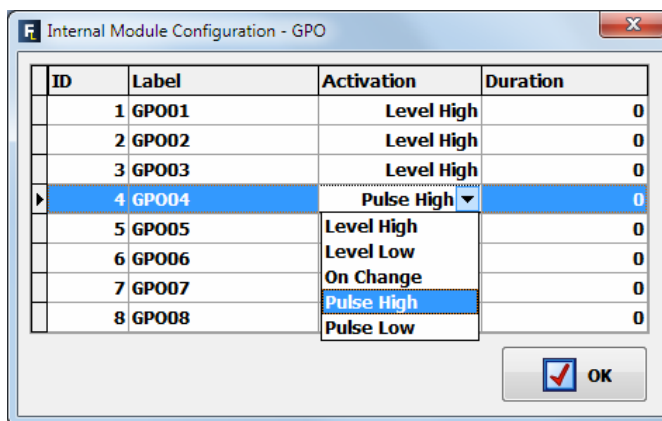 Internal Module Configuration - GPO
ID Label Activation Duration
1 GPO01 Level High 0
2 GPO02 Level High 0
3 GPO03 Level High 0
4 GPO04 Pulse High 0
5 GPO05 Level High 0
6 GPO06 Level Low 0
On Change
7 GPO07 0
Pulse High
8 GPO08 Pulse Low 0
OK